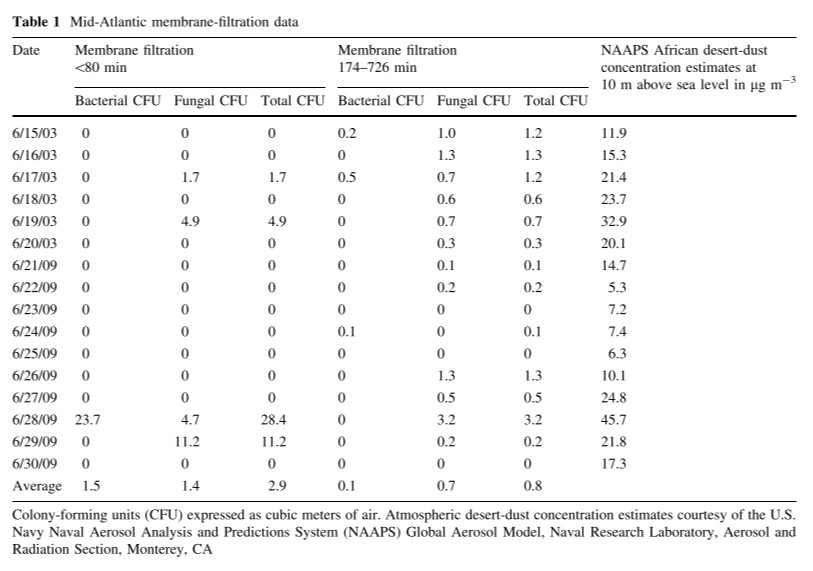 Table 1 Mid-Atlantic membrane-filtration data
Date Membrane filtration <80 min Membrane filtration 174–726 min NAAPS African desert-dust concentration estimates at 10 m above sea level in μg m−3
Bacterial CFU Fungal CFU Total CFU Bacterial CFU Fungal CFU Total CFU
6/15/03 0 0 0 0.2 1.0 1.2 11.9
6/16/03 0 0 0 0 1.3 1.3 15.3
6/17/03 0 1.7 1.7 0.5 0.7 1.2 21.4
6/18/03 0 0 0 0 0.6 0.6 23.7
6/19/03 0 4.9 4.9 0 0.7 0.7 32.9
6/20/03 0 0 0 0 0.3 0.3 20.1
6/21/09 0 0 0 0 0.1 0.1 14.7
6/22/09 0 0 0 0 0.2 0.2 5.3
6/23/09 0 0 0 0 0 0 7.2
6/24/09 0 0 0 0.1 0 0.1 7.4
6/25/09 0 0 0 0 0 0 6.3
6/26/09 0 0 0 0 1.3 1.3 10.1
6/27/09 0 0 0 0 0.5 0.5 24.8
6/28/09 23.7 4.7 28.4 0 3.2 3.2 45.7
6/29/09 0 11.2 11.2 0 0.2 0.2 21.8
6/30/09 0 0 0 0 0 0 17.3
Average 1.5 1.4 2.9 0.1 0.7 0.8
Colony-forming units (CFU) expressed as cubic meters of air. Atmospheric desert-dust concentration estimates courtesy of the U.S.
Navy Naval Aerosol Analysis and Predictions System (NAAPS) Global Aerosol Model, Naval Research Laboratory, Aerosol and
Radiation Section, Monterey, CA